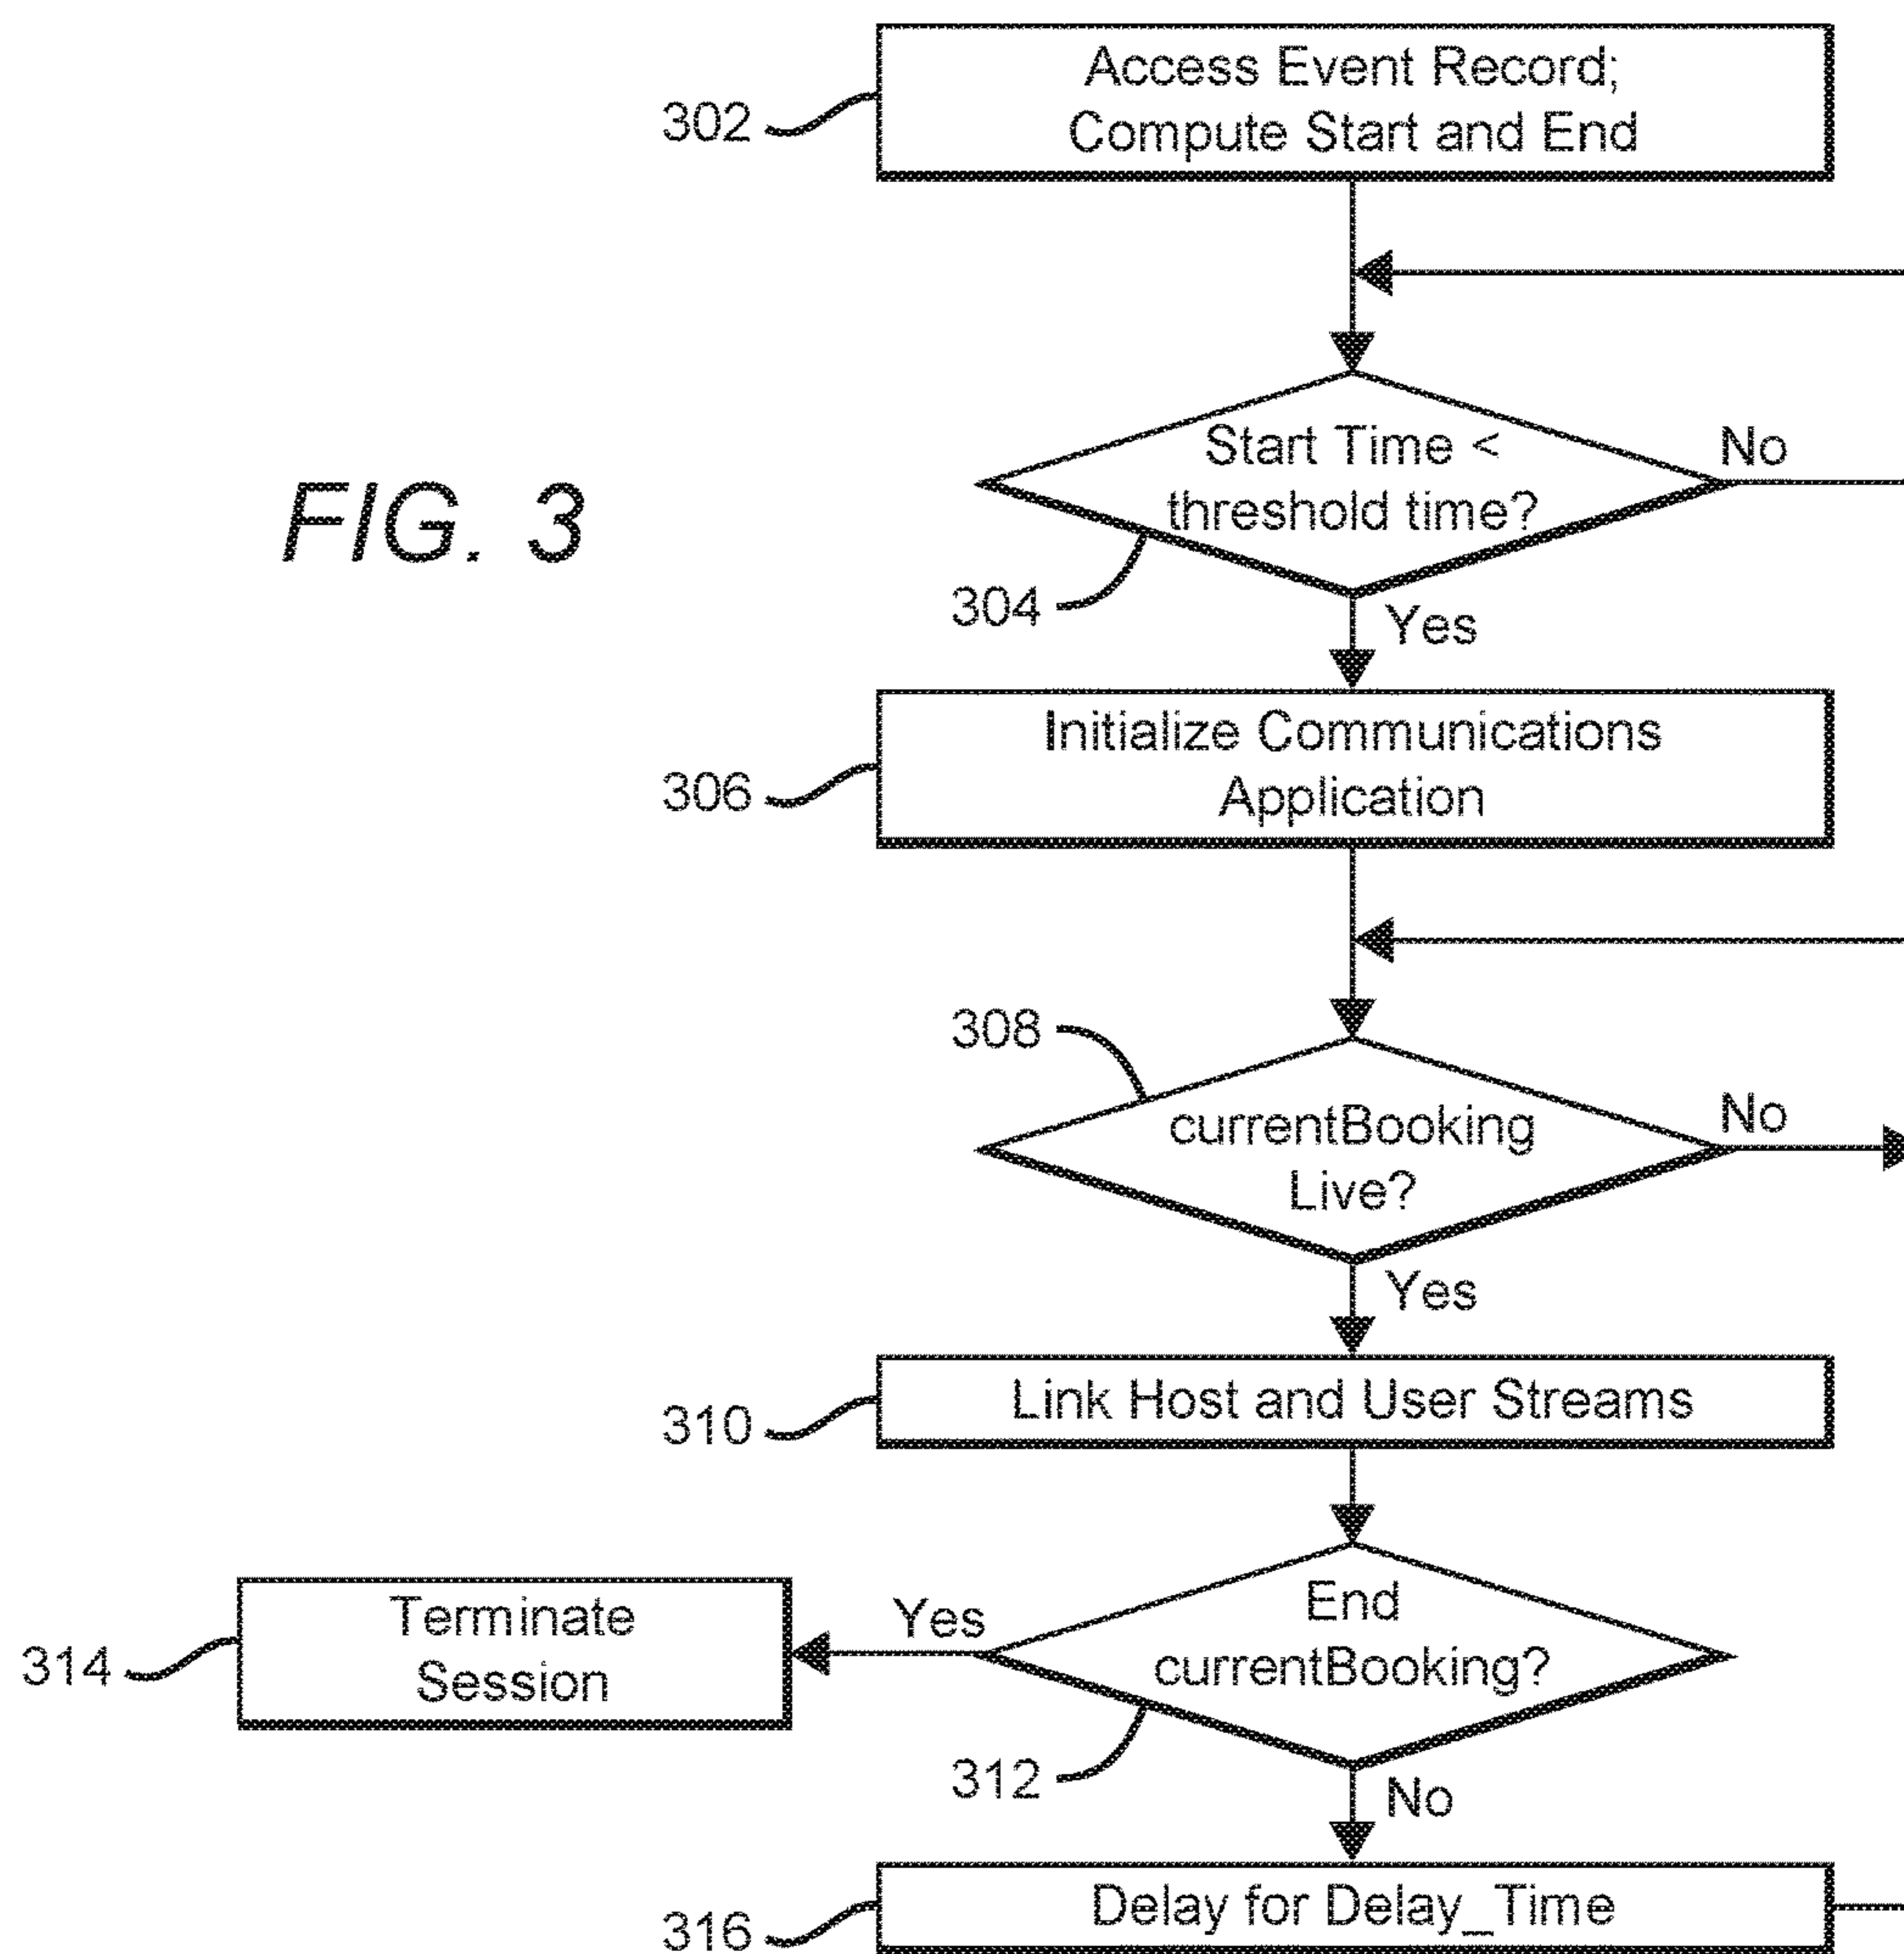 Access Event Record;
Compute Start and End
302
Start Time <
threshold time?
No
FIG. 3
304
Yes
Initialize Communications
Application
306
308
currentBooking
Live?
No
Yes
Link Host and User Streams
310
End
currentBooking?
Yes
Terminate
Session
314
312
No
Delay for Delay_Time
316